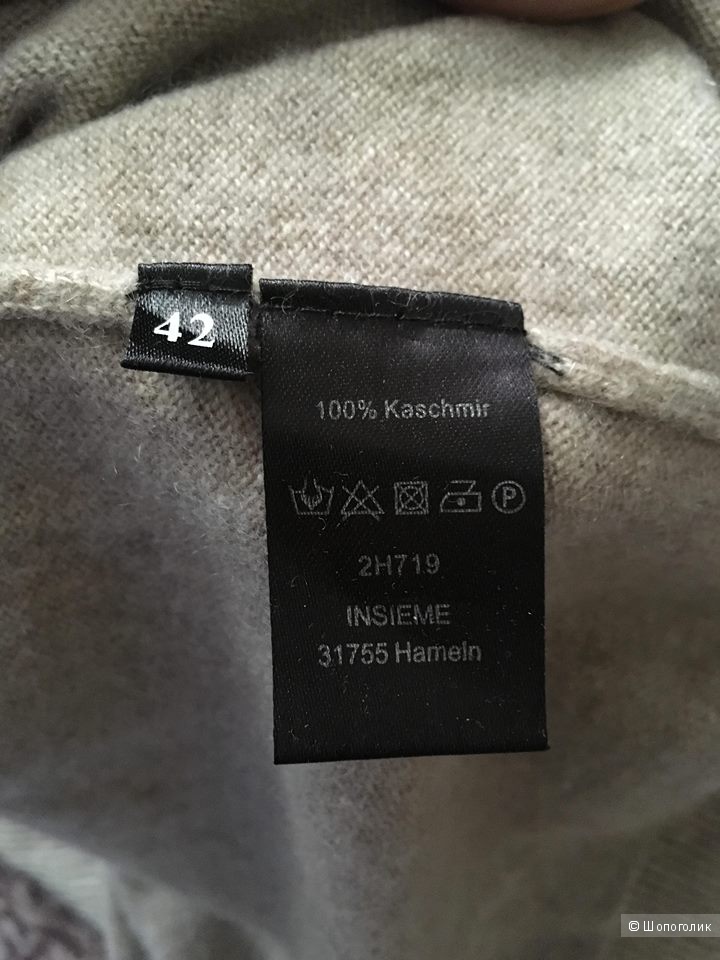 42
100% Kaschmir
P
2H719
INSIEME
31755 Hameln
© Шопоголик